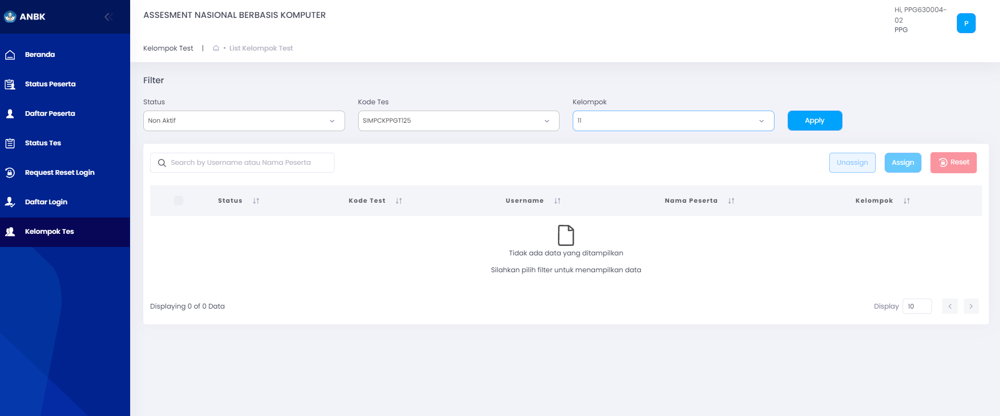 ANBK
Beranda
Status Peserta
Daftar Peserta
Status Tes
Request Reset Login
Daftar Login
Kelompok Tes
ASSESMENT NASIONAL BERBASIS KOMPUTER
Hi, PPG630004-
02
PPG
P
Kelompok Test | • List Kelompok Test
Filter
Status Kode Tes Kelompok
Non Aktif SIMPCKPPGT125 11 Apply
Search by Username atau Nama Peserta Unassign Assign Reset
Status Kode Test Username Nama Peserta Kelompok
Tidak ada data yang ditampilkan
Silahkan pilih filter untuk menampilkan data
Displaying 0 of 0 Data Display 10